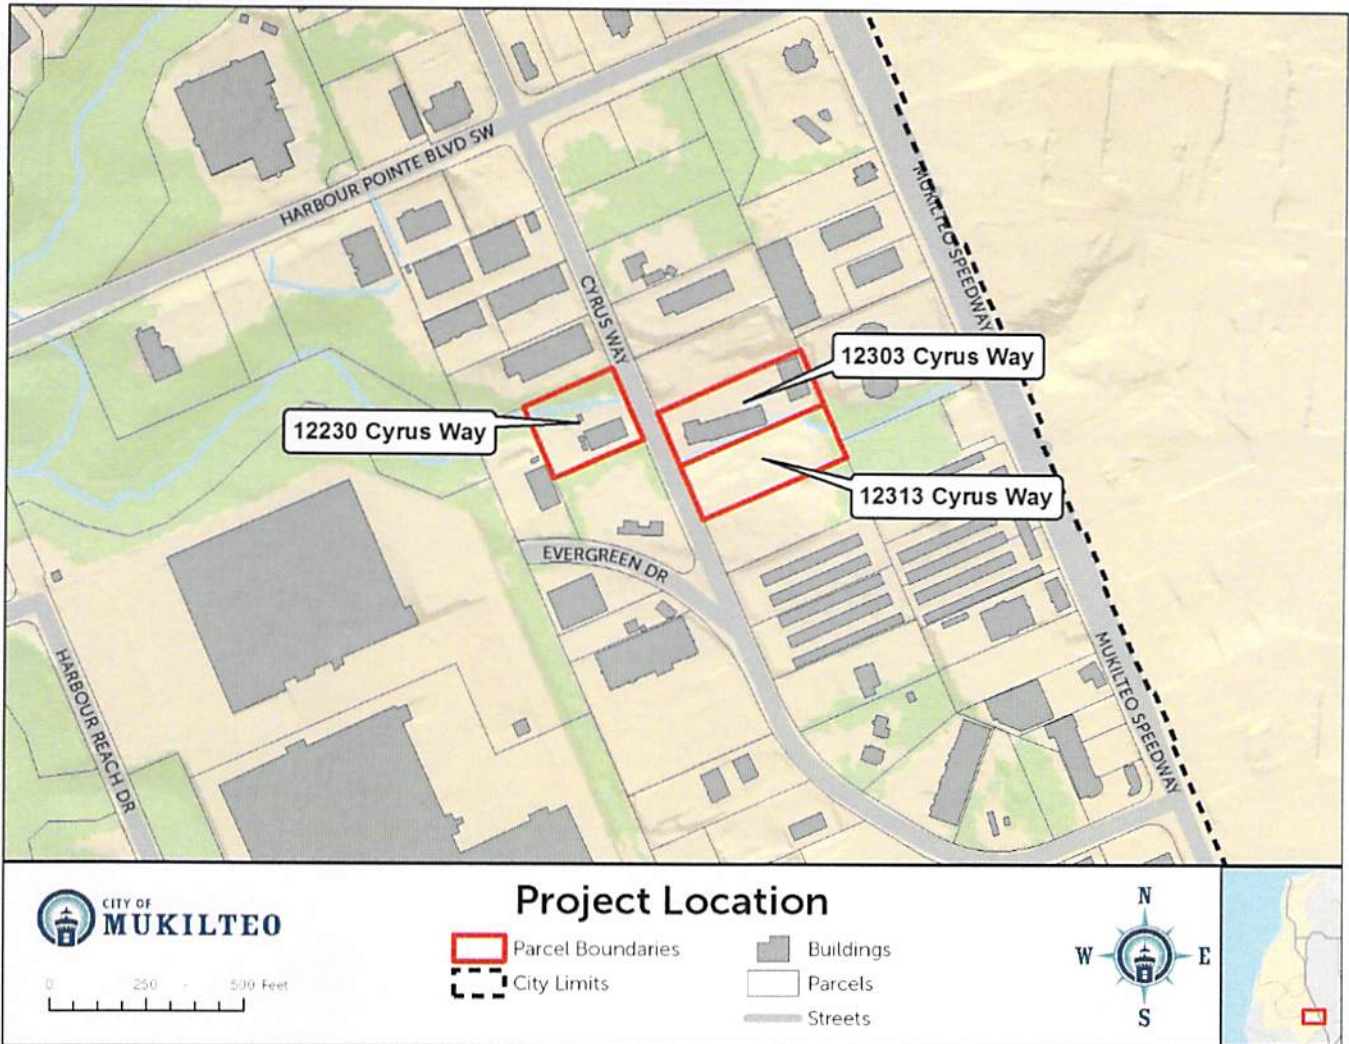 HARBOUR POINTE BLVD SW
MUKILTEO SPEEDWAY
CYRUS WAY
12303 Cyrus Way
12230 Cyrus Way
12313 Cyrus Way
EVERGREEN DR
HARBOUR REACH DR
MUKILTEO SPEEDWAY
CITY OF
MUKILTEO
Project Location
Parcel Boundaries
City Limits
Buildings
Parcels
Streets
0 250 500 Feet
N
W E
S